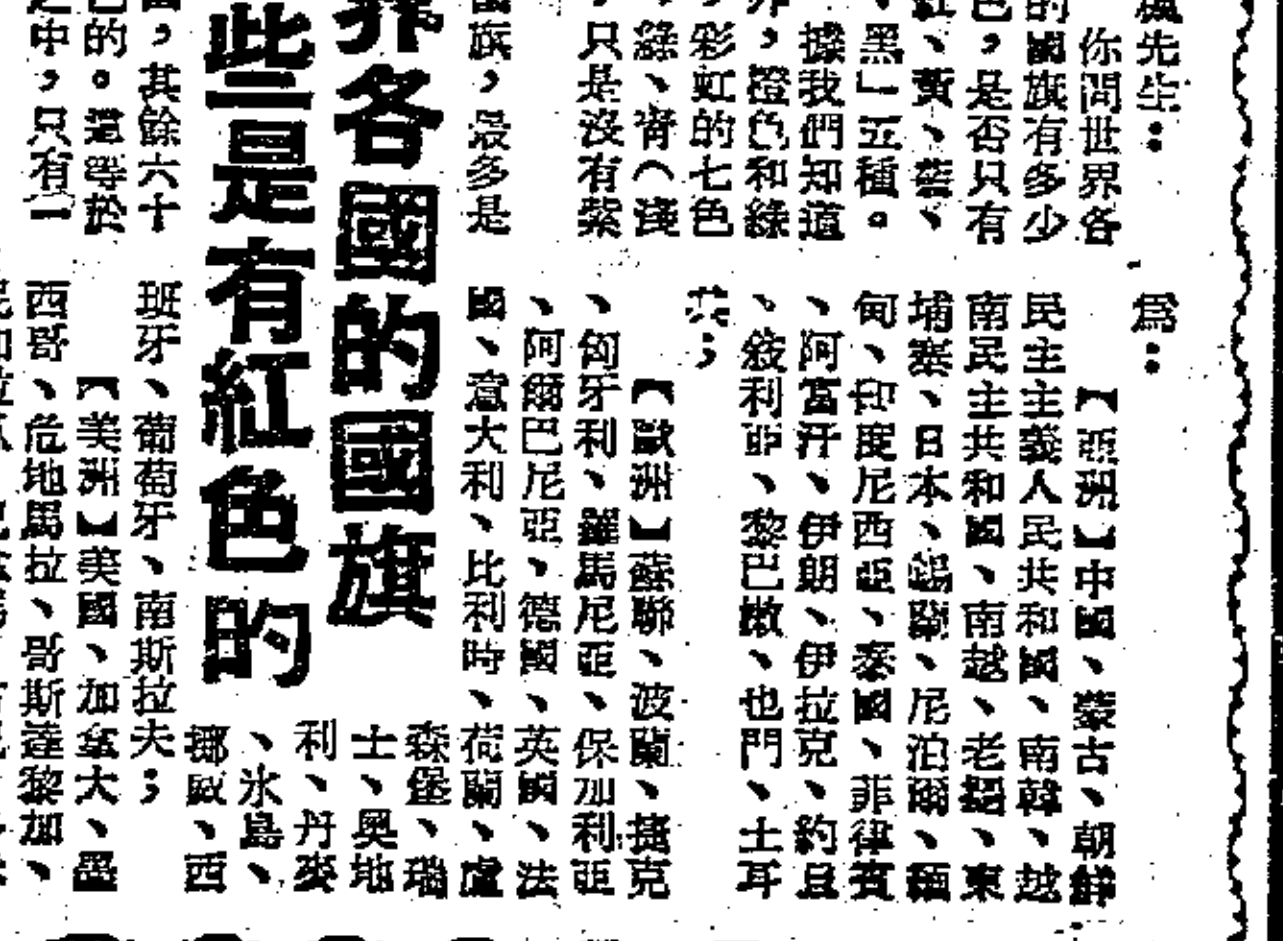 先生：
你問世界各
的國旗有多少
色，是否只有
紅、黃、藍、
、黑」五種。
據我們知道
，澄色和綠
彩虹的七色
、綠、青（淺
，只是沒有紫
國旗，最多是
界各國的國旗
些是有紅色的
，其餘六十
色的。這等於
之中，只有一
為：
【亞洲】中國、蒙古、朝鮮
民主主義人民共和國、南韓、越
南民主共和國、南越、老撾、東
埔寨、日本、錫蘭、尼泊爾、緬
甸、印度尼西亞、泰國、菲律賓
、阿富汗、伊朗、伊拉克、約旦
、敍利亞、黎巴嫩、也門、土耳
其；
【歐洲】蘇聯、波蘭、捷克
、匈牙利、羅馬尼亞、保加利亞
、阿爾巴尼亞、德國、英國、法
國、意大利、比利時、荷蘭、盧
森堡、瑞
士、奧地
利、丹麥
、冰島、
挪威、西
班牙、葡萄牙、南斯拉夫；
【美洲】美國、加拿大、墨
西哥、危地馬拉、哥斯達黎加、